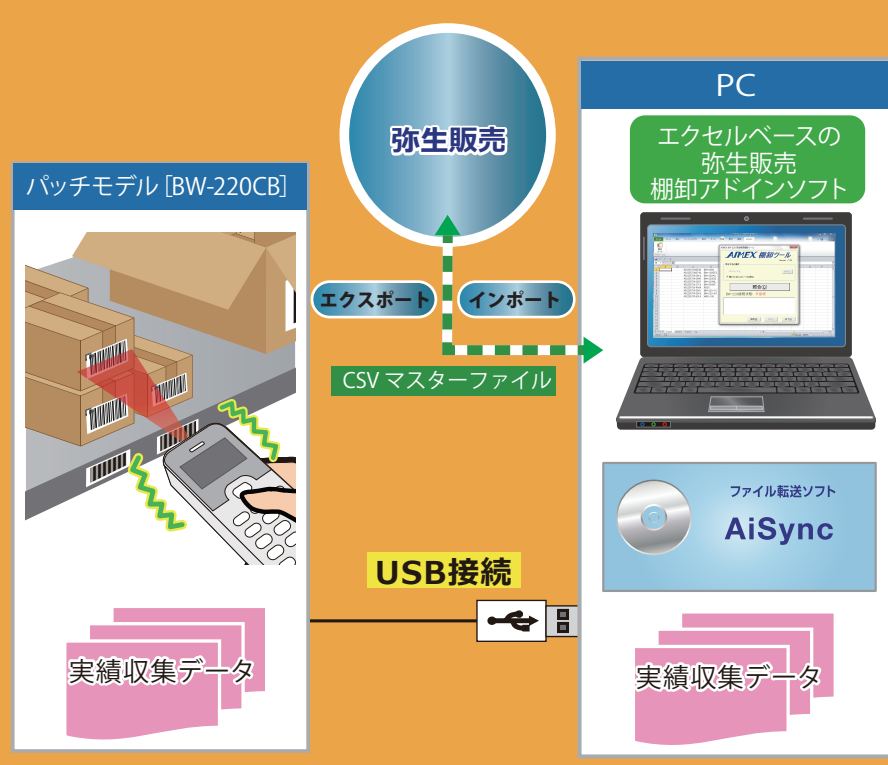 弥生販売
PC
エクセルベースの
弥生販売
棚卸アドインソフト
パッチモデル [BW-220CB]
AIMEX 棚卸ツール
エクスポート
インポート
CSV マスターファイル
ファイル転送ソフト
AiSync
USB接続
実績収集データ
実績収集データ